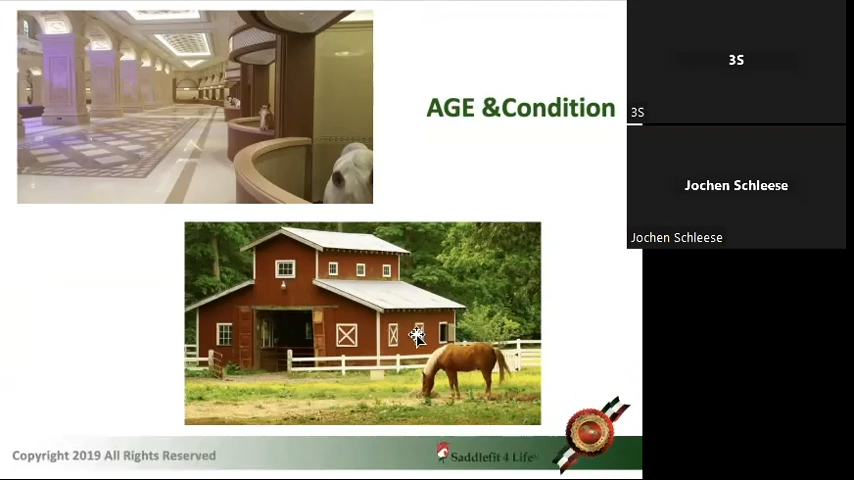 AGE &Condition
3S
3S
Jochen Schleese
Jochen Schleese
Copyright 2019 All Rights Reserved
Saddlefit 4 Life